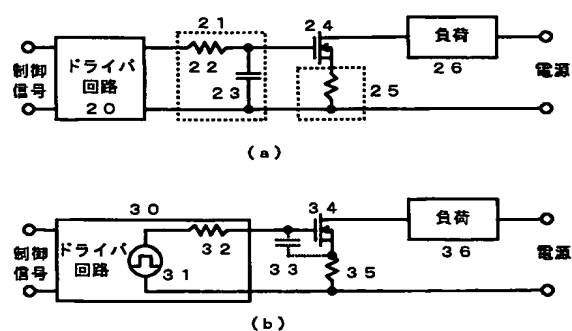 21
24
負荷
26
制御
信号
ドライバ
回路
20
22
23
25
電源
(a)
30
34
負荷
36
制御
信号
ドライバ
回路
31
32
33
35
電源
(b)